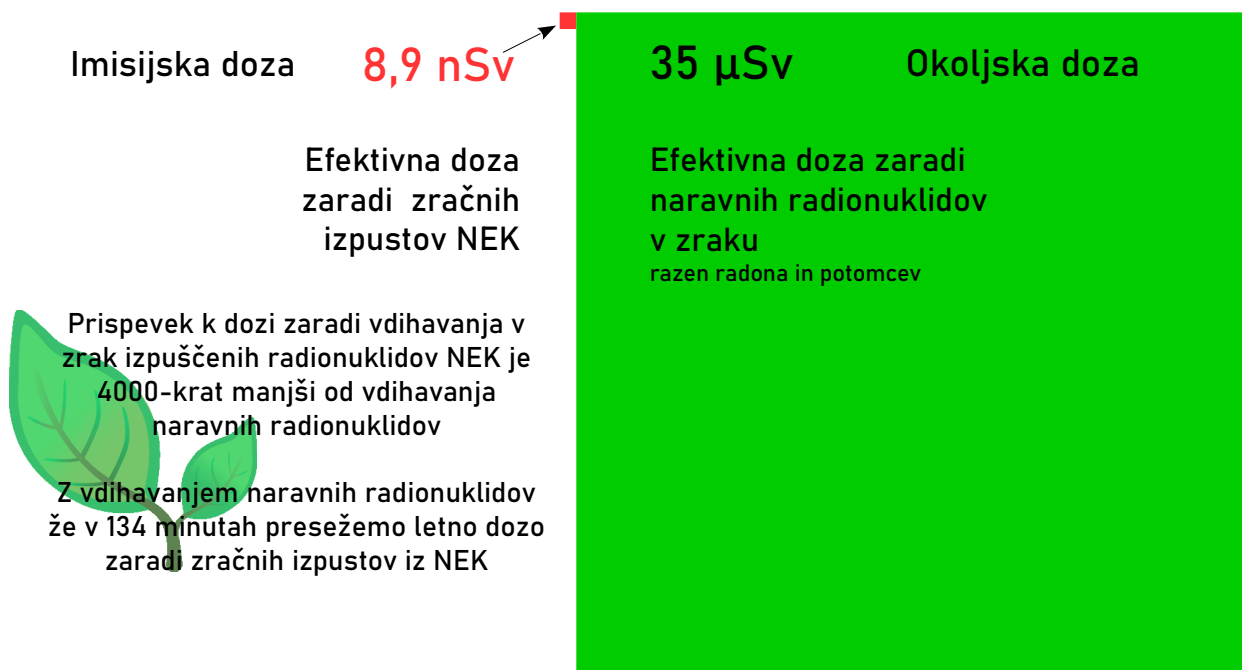 Imisijska doza
8,9 nSv
Efektivna doza
zaradi zračnih
izpustov NEK
Prispevek k dozi zaradi vdihavanja v
zrak izpuščenih radionuklidov NEK je
4000-krat manjši od vdihavanja
naravnih radionuklidov
Z vdihavanjem naravnih radionuklidov
že v 134 minutah presežemo letno dozo
zaradi zračnih izpustov iz NEK
35 µSv
Okoljska doza
Efektivna doza zaradi
naravnih radionuklidov
v zraku
razen radona in potomcev